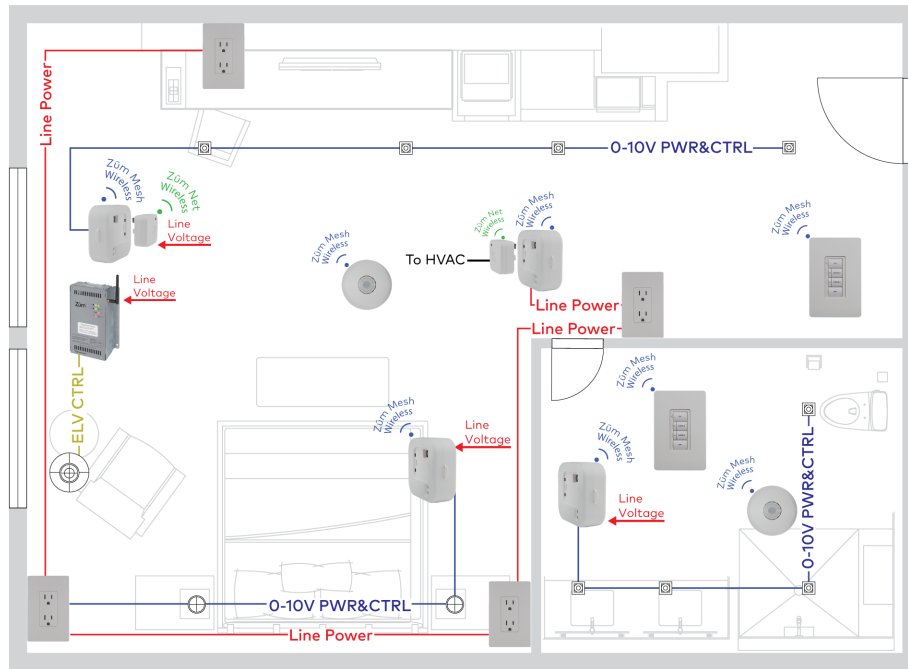 Line Power
0-10V PWR&CTRL
Züm Mesh
Wireless
Züm Net
Wireless
Line
Voltage
Züm Mesh
Wireless
Züm Net
Wireless
Züm Mesh
Wireless
Züm Mesh
Wireless
To HVAC
Line
Voltage
Züm
Line Power
Line Power
ELV CTRL
Züm Mesh
Wireless
Line
Voltage
Züm Mesh
Wireless
Züm Mesh
Wireless
Line
Voltage
Züm Mesh
Wireless
0-10V PWR&CTRL
0-10V PWR&CTRL
Line Power